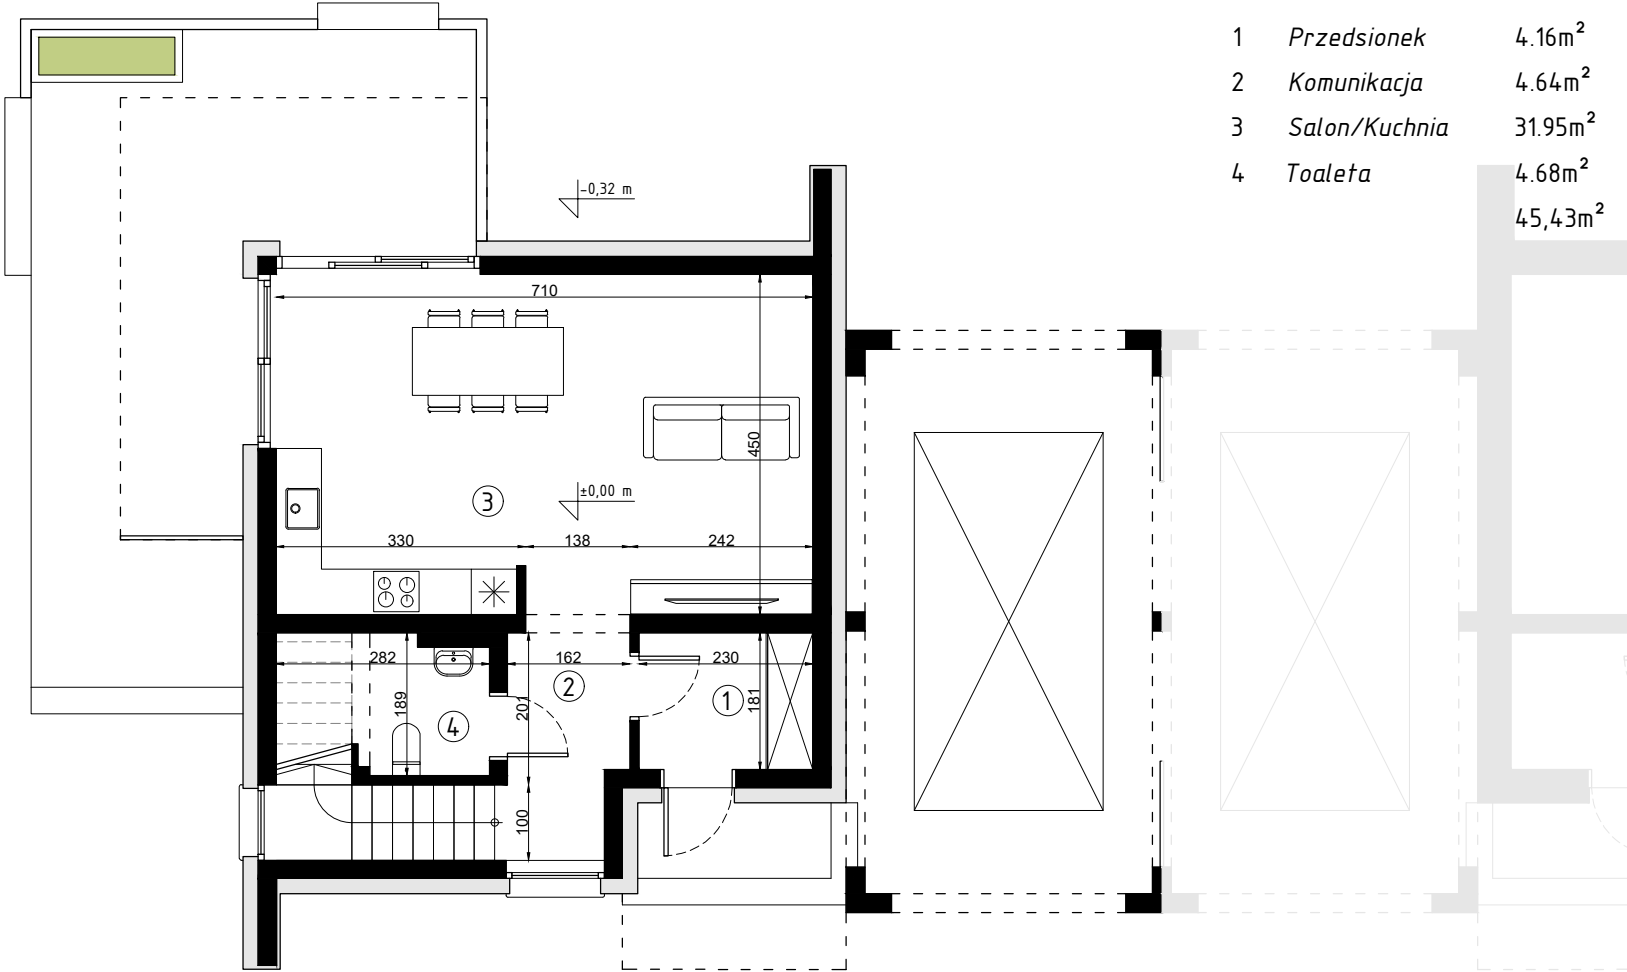 1 Przedsionek 4.16m²
2 Komunikacja 4.64m²
3 Salon/Kuchnia 31.95m²
4 Toaleta 4.68m²
45,43m²
-0,32 m
710
450
3
±0,00 m
330 138 242
282 162 230
2
1
189
201
181
4
100